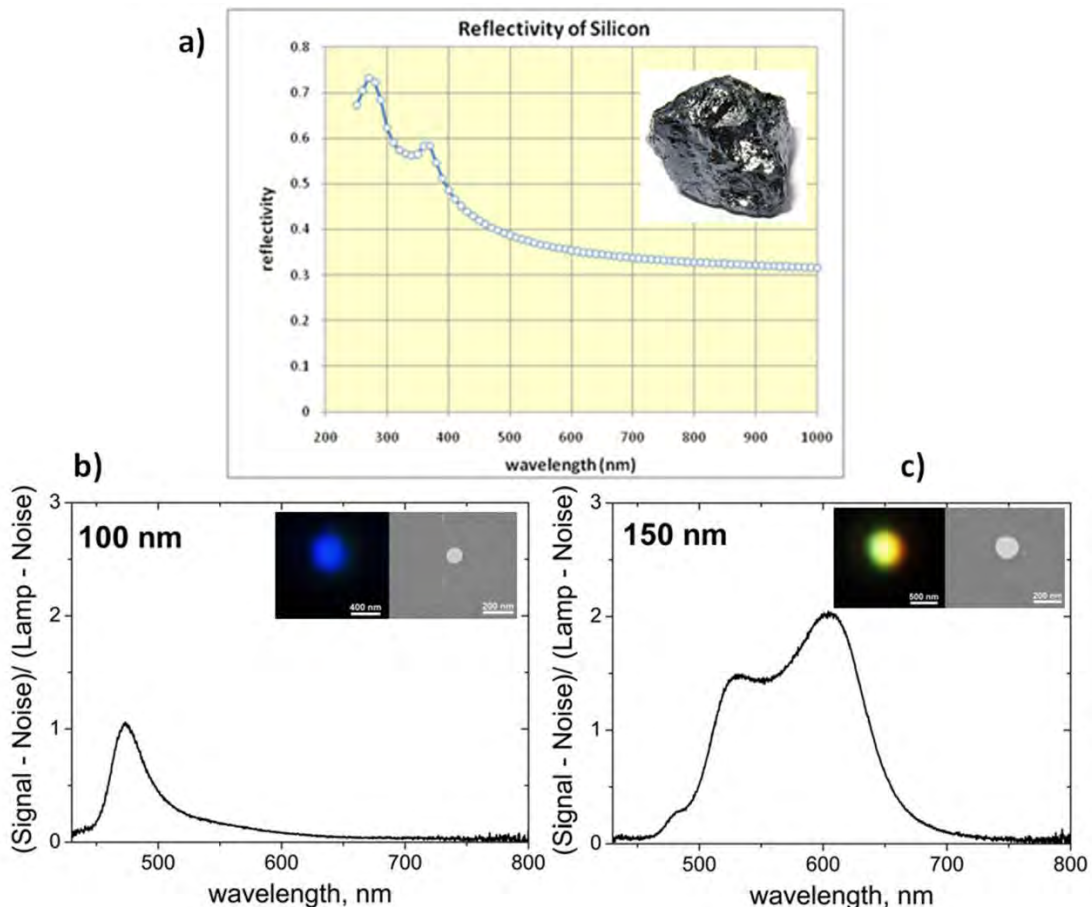 a)
Reflectivity of Silicon
reflectivity
0.8
0.7
0.6
0.5
0.4
0.3
0.2
0.1
0
200 300 400 500 600 700 800 900 1000
wavelength (nm)
b)
(Signal - Noise)/ (Lamp - Noise)
3
2
1
0
100 nm
400 nm
200 nm
500 600 700 800
wavelength, nm
c)
(Signal - Noise)/ (Lamp - Noise)
3
2
1
0
150 nm
500 nm
200 nm
500 600 700 800
wavelength, nm